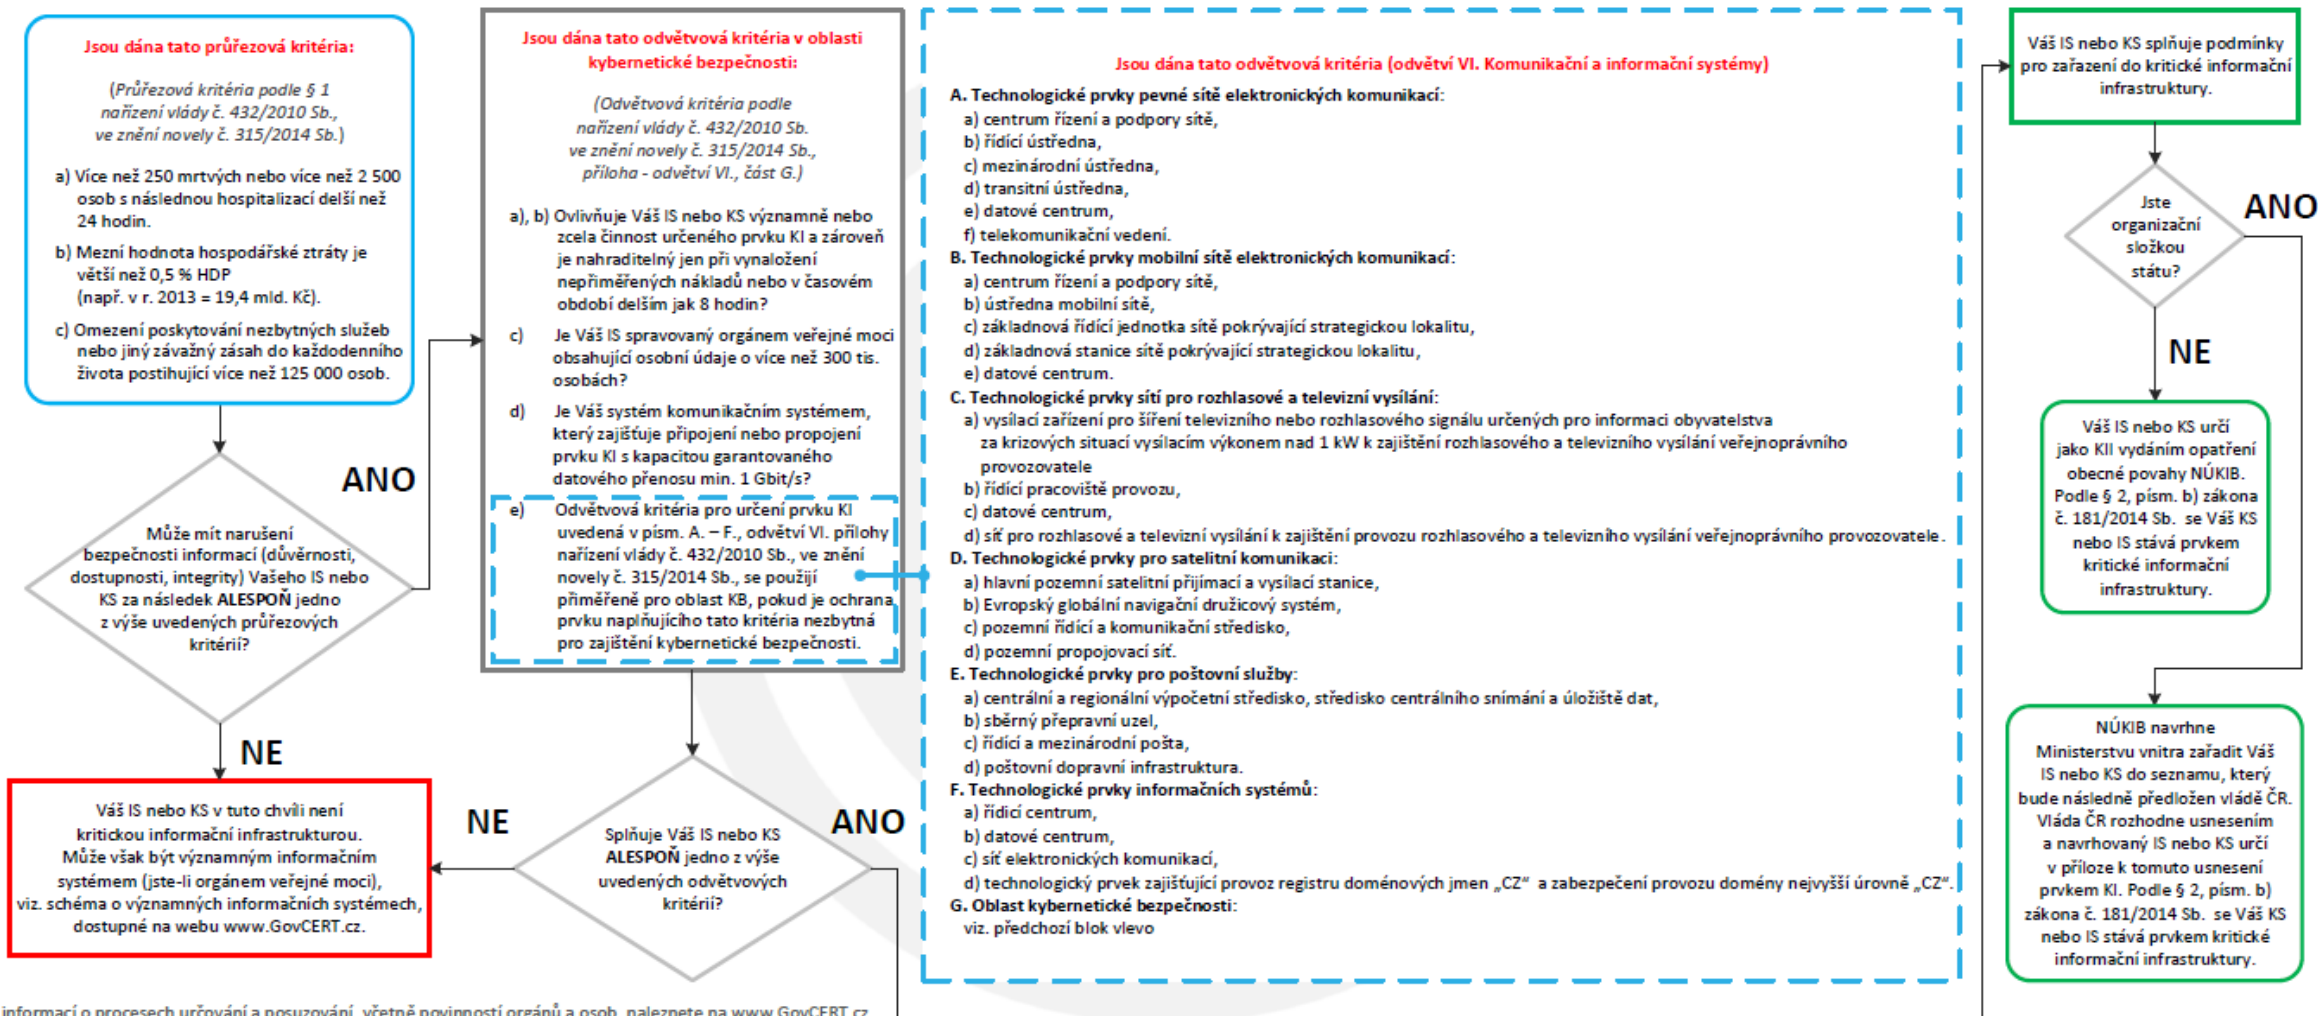 Jsou dána tato průřezová kritéria:
(Průřezová kritéria podle § 1
nařízení vlády č. 432/2010 Sb.,
ve znění novely č. 315/2014 Sb.)
a) Více než 250 mrtvých nebo více než 2 500
osob s následnou hospitalizací delší než
24 hodin.
b) Mezní hodnota hospodářské ztráty je
větší než 0,5 % HDP
(např. v r. 2013 = 19,4 mld. Kč).
c) Omezení poskytování nezbytných služeb
nebo jiný závažný zásah do každodenního
života postihující více než 125 000 osob.
ANO
Může mít narušení
bezpečnosti informací (důvěrnosti,
dostupnosti, integrity) Vašeho IS nebo
KS za následek ALESPOŇ jedno
z výše uvedených průřezových
kritérií?
NE
Váš IS nebo KS v tuto chvíli není
kritickou informační infrastrukturou.
Může však být významným informačním
systémem (jste-li orgánem veřejné moci),
viz. schéma o významných informačních systémech,
dostupné na webu www.GovCERT.cz.
Jsou dána tato odvětvová kritéria v oblasti
kybernetické bezpečnosti:
(Odvětvová kritéria podle
nařízení vlády č. 432/2010 Sb.
ve znění novely č. 315/2014 Sb.,
příloha - odvětví VI., část G.)
a), b) Ovlivňuje Váš IS nebo KS významně nebo
zcela činnost určeného prvku KI a zároveň
je nahraditelný jen při vynaložení
nepřiměřených nákladů nebo v časovém
období delším jak 8 hodin?
c) Je Váš IS spravovaný orgánem veřejné moci
obsahující osobní údaje o více než 300 tis.
osobách?
d) Je Váš systém komunikačním systémem,
který zajišťuje připojení nebo propojení
prvku KI s kapacitou garantovaného
datového přenosu min. 1 Gbit/s?
e) Odvětvová kritéria pro určení prvku KI
uvedená v písm. A. – F., odvětví VI. přílohy
nařízení vlády č. 432/2010 Sb., ve znění
novely č. 315/2014 Sb., se použijí
přiměřeně pro oblast KB, pokud je ochrana
prvku naplňujícího tato kritéria nezbytná
pro zajištění kybernetické bezpečnosti.
NE
ANO
Splňuje Váš IS nebo KS
ALESPOŇ jedno z výše
uvedených odvětvových
kritérií?
Jsou dána tato odvětvová kritéria (odvětví VI. Komunikační a informační systémy)
A. Technologické prvky pevné sítě elektronických komunikací:
a) centrum řízení a podpory sítě,
b) řídící ústředna,
c) mezinárodní ústředna,
d) transitní ústředna,
e) datové centrum,
f) telekomunikační vedení.
B. Technologické prvky mobilní sítě elektronických komunikací:
a) centrum řízení a podpory sítě,
b) ústředna mobilní sítě,
c) základnová řídící jednotka sítě pokrývající strategickou lokalitu,
d) základnová stanice sítě pokrývající strategickou lokalitu,
e) datové centrum.
C. Technologické prvky sítí pro rozhlasové a televizní vysílání:
a) vysílací zařízení pro šíření televizního nebo rozhlasového signálu určených pro informaci obyvatelstva
za krizových situací vysílacím výkonem nad 1 kW k zajištění rozhlasového a televizního vysílání veřejnoprávního
provozovatele
b) řídící pracoviště provozu,
c) datové centrum,
d) síť pro rozhlasové a televizní vysílání k zajištění provozu rozhlasového a televizního vysílání veřejnoprávního provozovatele.
D. Technologické prvky pro satelitní komunikaci:
a) hlavní pozemní satelitní přijímací a vysílací stanice,
b) Evropský globální navigační družicový systém,
c) pozemní řídící a komunikační středisko,
d) pozemní propojovací síť.
E. Technologické prvky pro poštovní služby:
a) centrální a regionální výpočetní středisko, středisko centrálního snímání a úložiště dat,
b) sběrný přepravní uzel,
c) řídící a mezinárodní pošta,
d) poštovní dopravní infrastruktura.
F. Technologické prvky informačních systémů:
a) řídicí centrum,
b) datové centrum,
c) síť elektronických komunikací,
d) technologický prvek zajišťující provoz registru doménových jmen „CZ“ a zabezpečení provozu domény nejvyšší úrovně „CZ“.
G. Oblast kybernetické bezpečnosti:
viz. předchozí blok vlevo
Váš IS nebo KS splňuje podmínky
pro zařazení do kritické informační
infrastruktury.
Jste
organizační
složkou
státu?
ANO
NE
Váš IS nebo KS určí
jako KII vydáním opatření
obecné povahy NÚKIB.
Podle § 2, písm. b) zákona
č. 181/2014 Sb. se Váš KS
nebo IS stává prvkem
kritické informační
infrastruktury.
NÚKIB navrhne
Ministerstvu vnitra zařadit Váš
IS nebo KS do seznamu, který
bude následně předložen vládě ČR.
Vláda ČR rozhodne usnesením
a navrhovaný IS nebo KS určí
v příloze k tomuto usnesení
prvkem KI. Podle § 2, písm. b)
zákona č. 181/2014 Sb. se Váš KS
nebo IS stává prvkem kritické
informační infrastruktury.
informací o procesech určování a posuzování, včetně povinností orgánů a osob, naleznete na www.GovCERT.cz